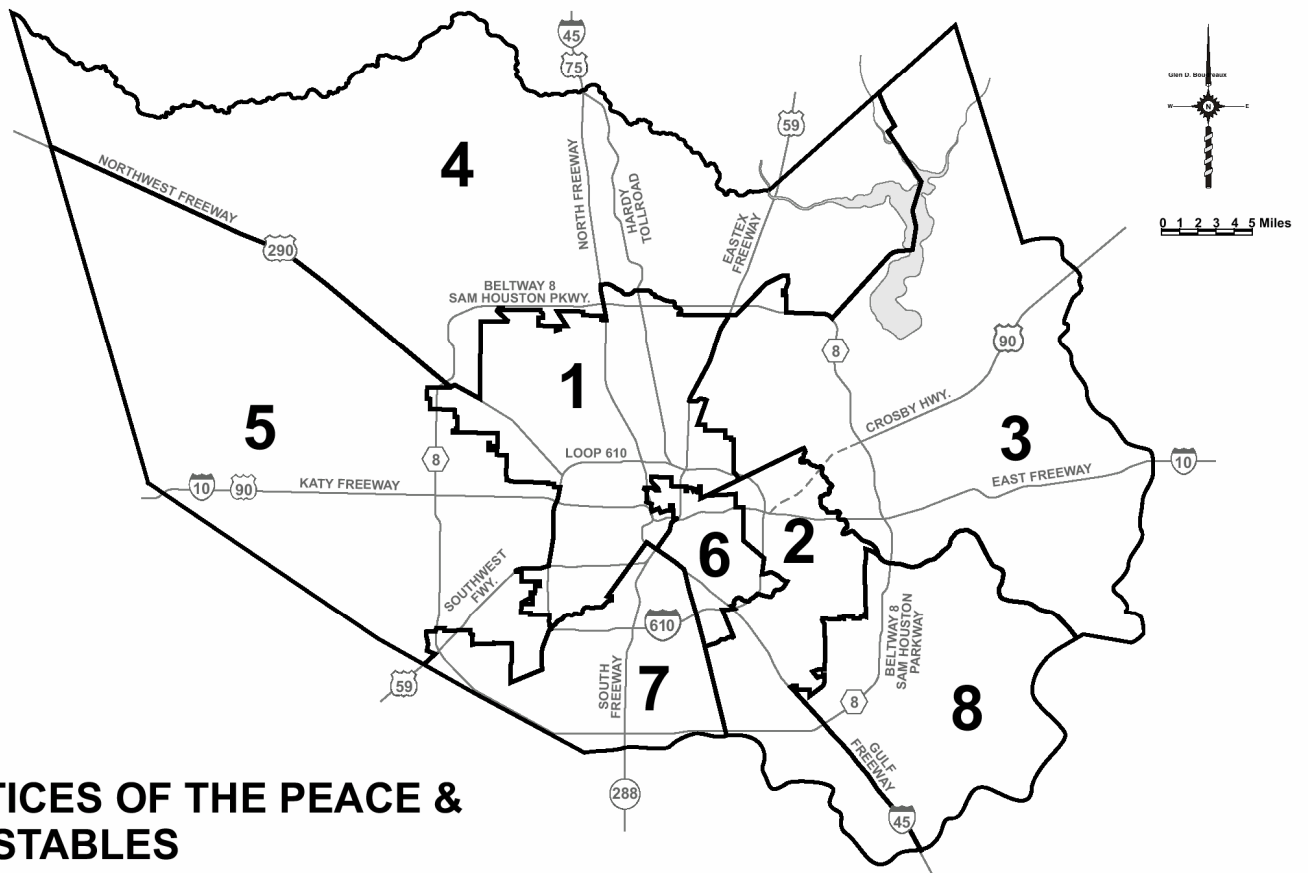 45
75
Glen D. Boudreaux
N
W
E
59
4
NORTHWEST FREEWAY
NORTH FREEWAY
HARDY
TOLLROAD
EASTEX
FREEWAY
0 1 2 3 4 5 Miles
290
BELTWAY 8
SAM HOUSTON PKWY.
90
8
1
CROSBY HWY.
5
3
8
LOOP 610
10
EAST FREEWAY
10
90
KATY FREEWAY
6
2
SOUTHWEST
FWY.
610
BELTWAY 8
SAM HOUSTON
PARKWAY
59
SOUTH
FREEWAY
7
8
8
GULF
FREEWAY
288
45
TICES OF THE PEACE &
STABLES